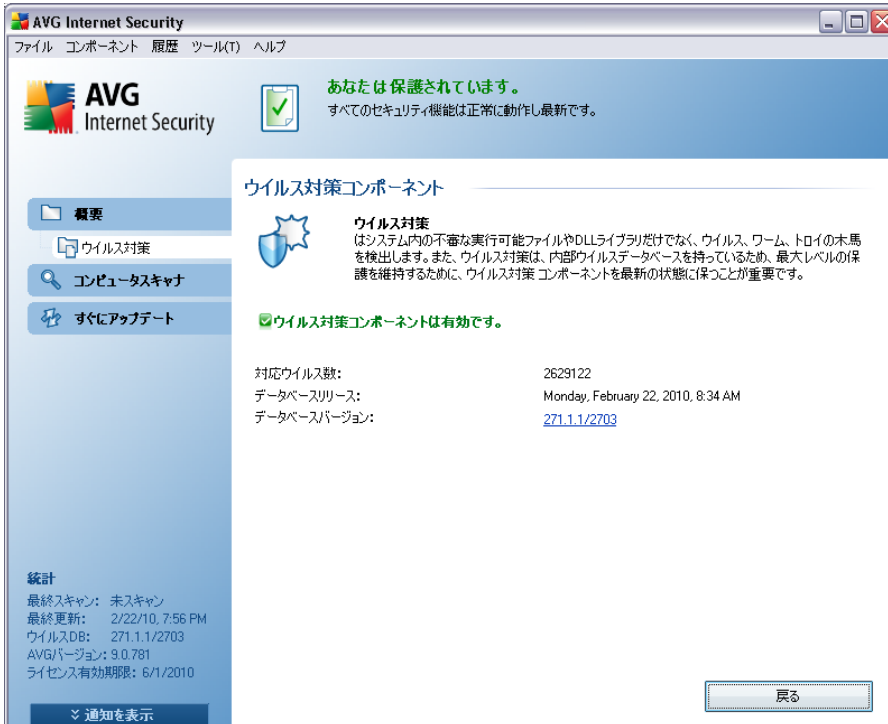 AVG Internet Security
ファイル コンポーネント 履歴 ツール(T) ヘルプ
AVG
Internet Security
あなたは保護されています。
すべてのセキュリティ機能は正常に動作し最新です。
概要
ウイルス対策
コンピュータスキャナ
すぐにアップデート
ウイルス対策コンポーネント
ウイルス対策
はシステム内の不審な実行可能ファイルやDLLライブラリだけでなく、ウイルス、ワーム、トロイの木馬
を検出します。また、ウイルス対策は、内部ウイルスデータベースを持っているため、最大レベルの保
護を維持するために、ウイルス対策 コンポーネントを最新の状態に保つことが重要です。
ウイルス対策コンポーネントは有効です。
対応ウイルス数: 2629122
データベースリリース: Monday, February 22, 2010, 8:34 AM
データベースバージョン: 271.1.1/2703
統計
最終スキャン: 未スキャン
最終更新: 2/22/10, 7:56 PM
ウイルスDB: 271.1.1/2703
AVGバージョン: 9.0.781
ライセンス有効期限: 6/1/2010
通知を表示
戻る